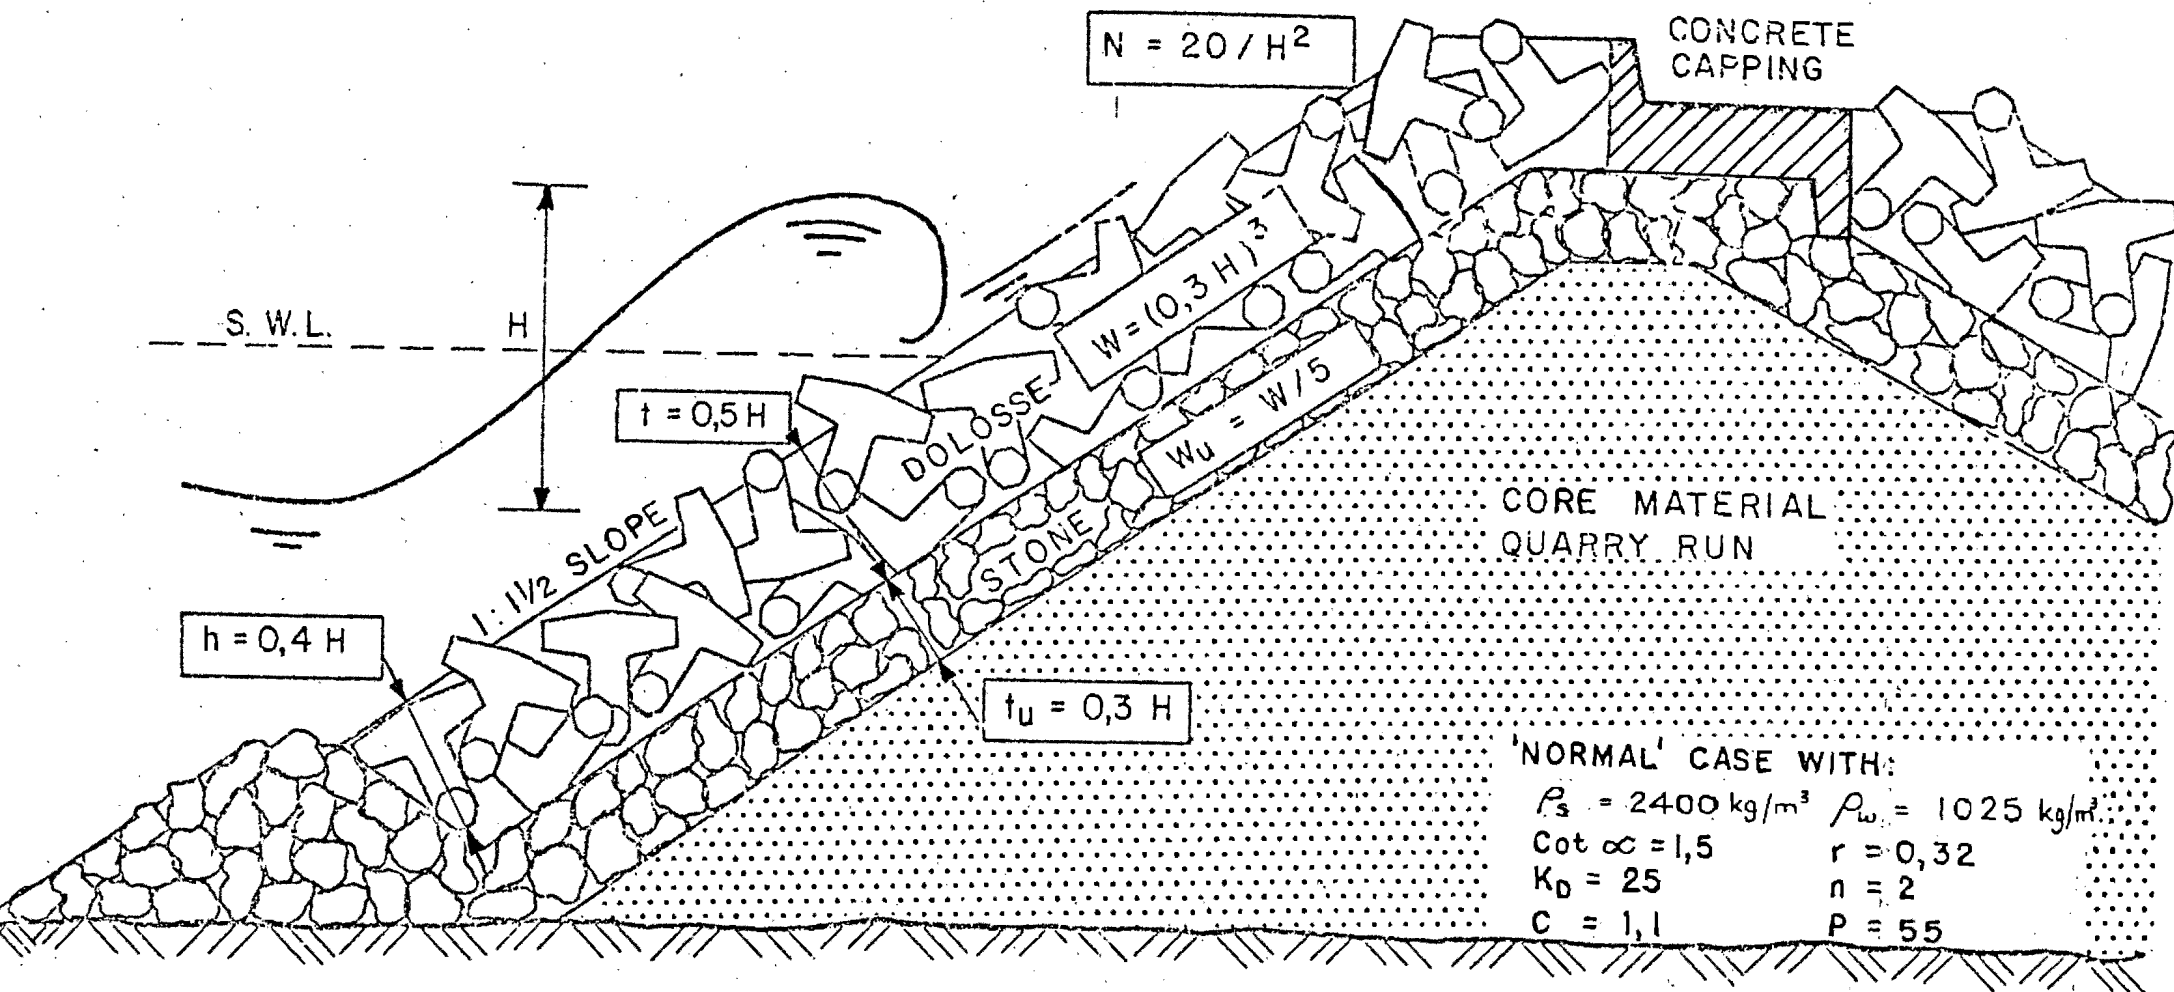 N = 20 / H²
CONCRETE
CAPPING
S. W. L.
H
W = (0,3 H)³
t = 0,5 H
DOLOSSE
Wu = W / 5
1 : 1 1/2 SLOPE
STONE
CORE MATERIAL
QUARRY RUN
h = 0,4 H
tu = 0,3 H
'NORMAL' CASE WITH:
ρs = 2400 kg/m³ ρw = 1025 kg/m³
Cot ∝ = 1,5 r = 0,32
KD = 25 n = 2
C = 1,1 P = 55